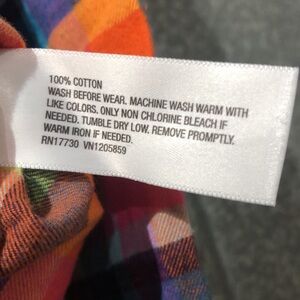 100% COTTON
WASH BEFORE WEAR. MACHINE WASH WARM WITH
LIKE COLORS. ONLY NON CHLORINE BLEACH IF
NEEDED. TUMBLE DRY LOW. REMOVE PROMPTLY.
WARM IRON IF NEEDED.
RN17730 VN1205859